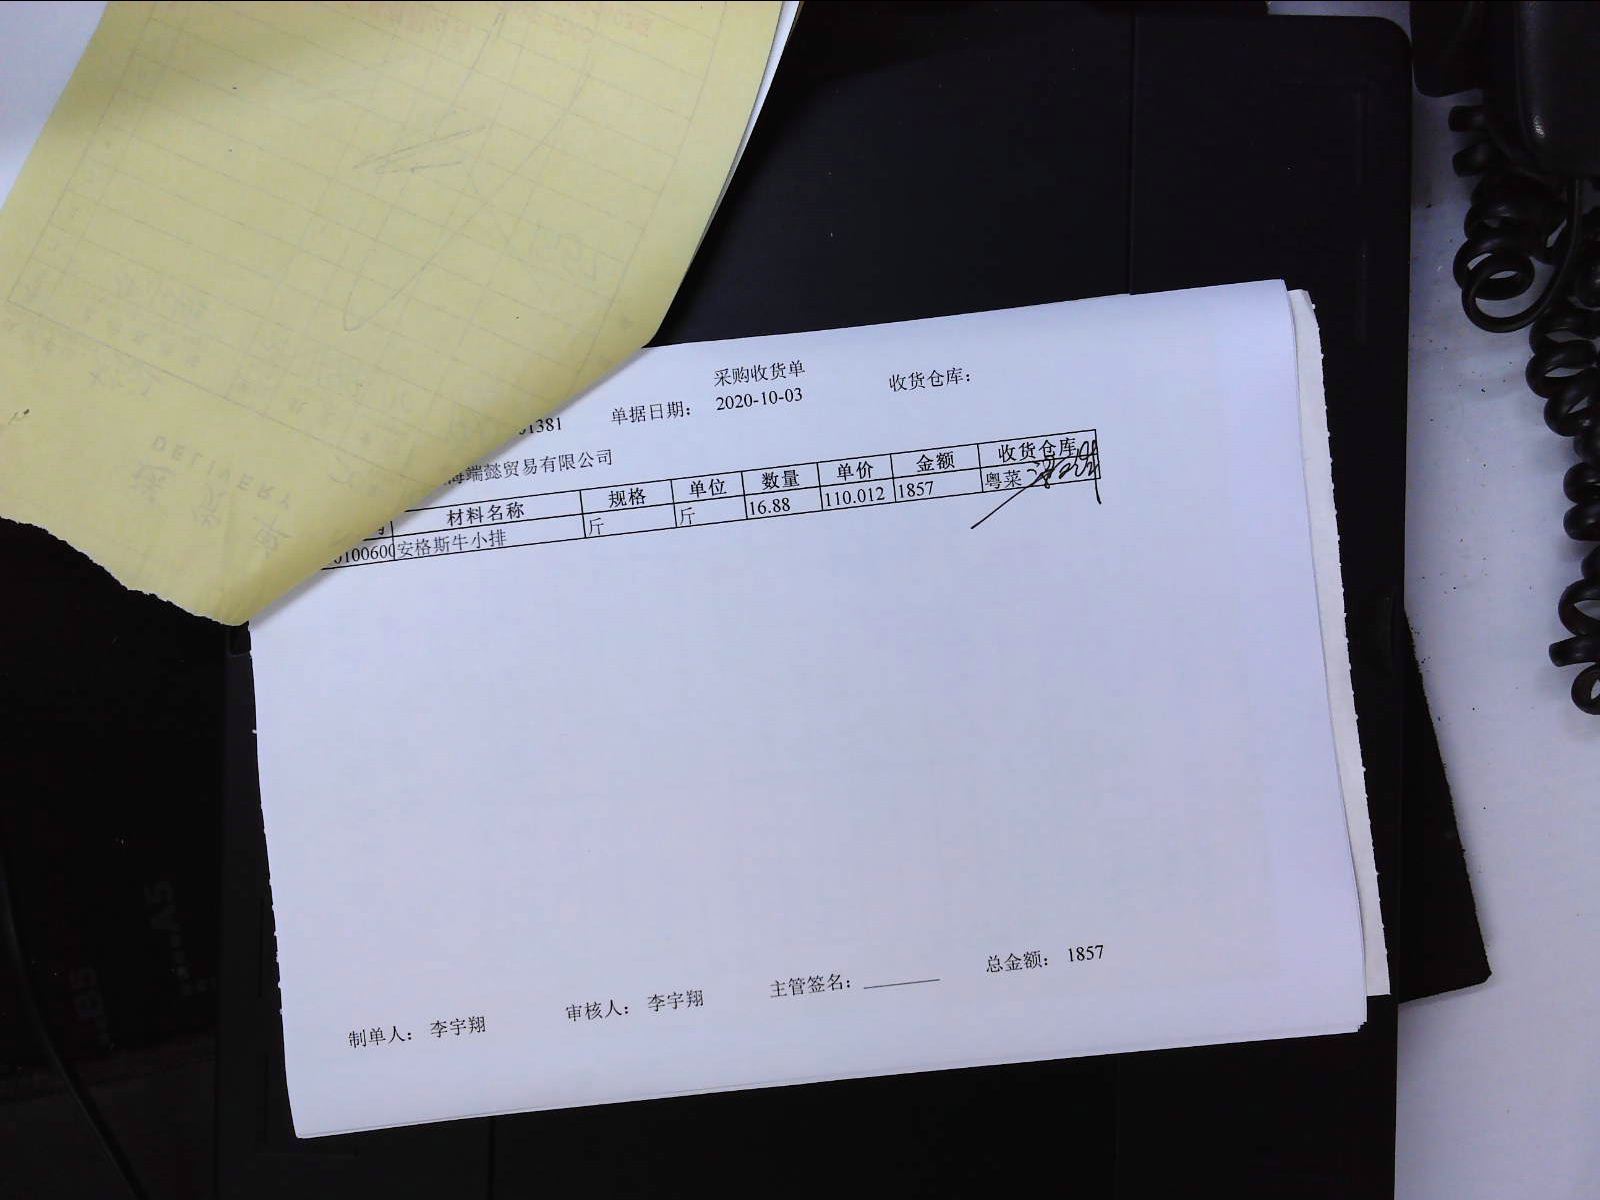 采购收货单
01381 单据日期: 2020-10-03 收货仓库:
海端懿贸易有限公司
材料名称 规格 单位 数量 单价 金额 收货仓库
0100600 安格斯牛小排 斤 斤 16.88 110.012 1857 粤菜
总金额: 1857
制单人: 李宇翔 审核人: 李宇翔 主管签名:
DELIVERY